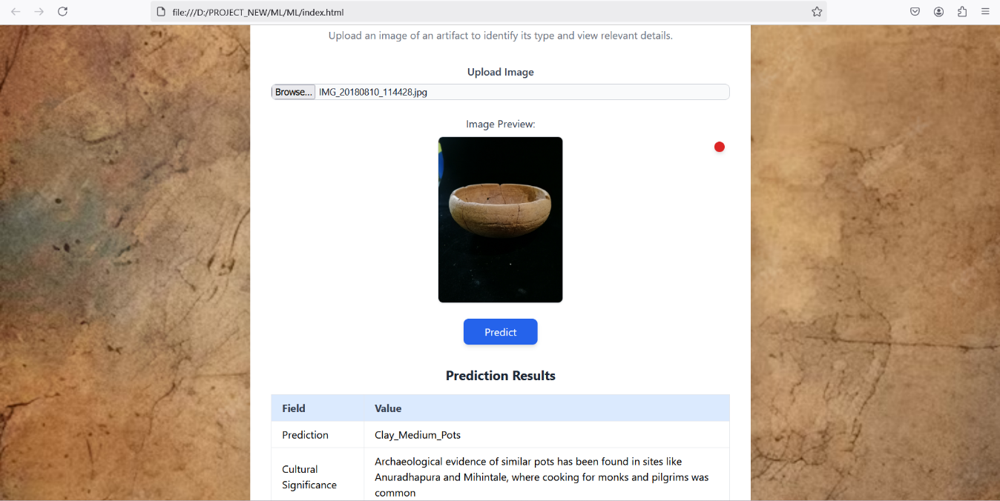 file:///D:/PROJECT_NEW/ML/ML/index.html
Upload an image of an artifact to identify its type and view relevant details.
Upload Image
Browse... IMG_20180810_114428.jpg
Image Preview:
Predict
Prediction Results
Field Value
Prediction Clay_Medium_Pots
Cultural Significance Archaeological evidence of similar pots has been found in sites like
Anuradhapura and Mihintale, where cooking for monks and pilgrims was
common